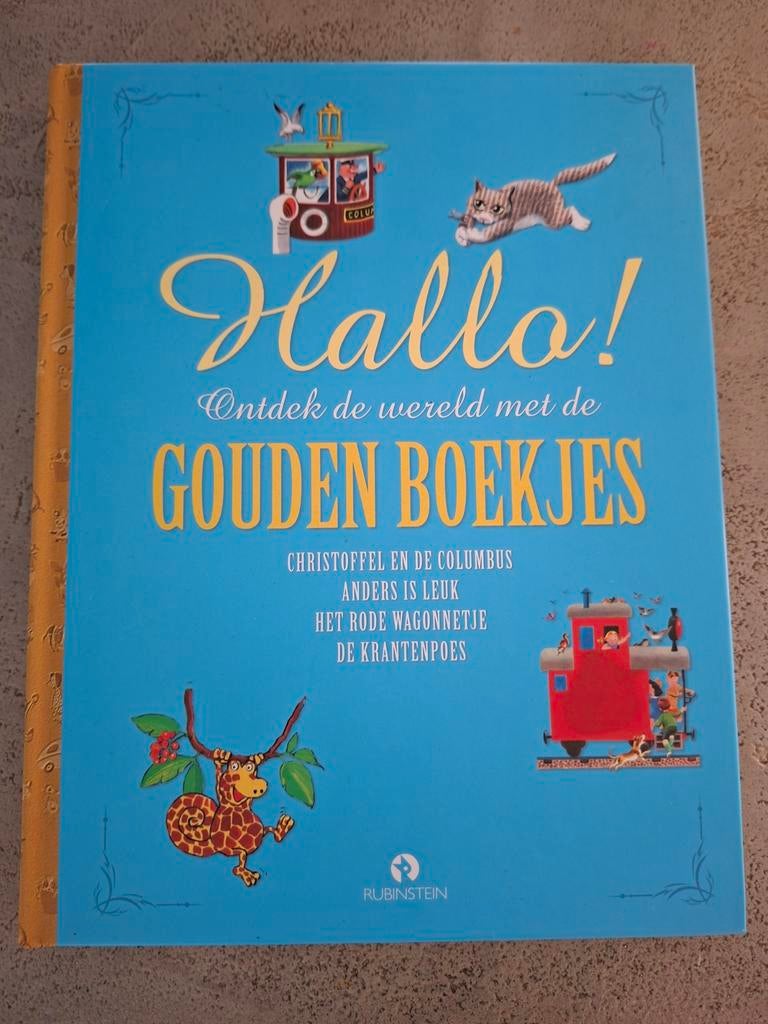 COLUM
Hallo!
Ontdek de wereld met de
GOUDEN BOEKJES
CHRISTOFFEL EN DE COLUMBUS
ANDERS IS LEUK
HET RODE WAGONNETJE
DE KRANTENPOES
RUBINSTEIN